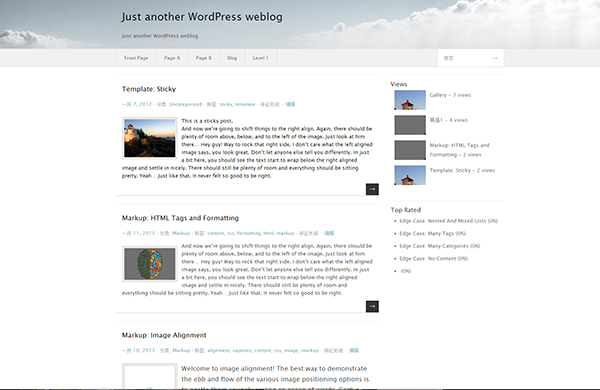 Just another WordPress weblog
Just another WordPress weblog
Front Page
Page A
Page B
Blog
Level 1
搜索
Template: Sticky
一月 7, 2012 · 分类 Uncategorized · 标签: sticky, template · 评论关闭 · 编辑
This is a sticky post.
And now we're going to shift things to the right align. Again, there should be
plenty of room above, below, and to the left of the image. Just look at him
there... Hey guy! Way to rock that right side. I don't care what the left aligned
image says, you look great. Don't let anyone else tell you differently. In just
a bit here, you should see the text start to wrap below the right aligned
image and settle in nicely. There should still be plenty of room and everything should be sitting
pretty. Yeah... Just like that. It never felt so good to be right.
Markup: HTML Tags and Formatting
一月 11, 2013 · 分类 Markup · 标签: content, css, formatting, html, markup · 评论关闭 · 编辑
And now we're going to shift things to the right align. Again, there should be
plenty of room above, below, and to the left of the image. Just look at him
there... Hey guy! Way to rock that right side. I don't care what the left aligned
image says, you look great. Don't let anyone else tell you differently. In just
a bit here, you should see the text start to wrap below the right aligned
image and settle in nicely. There should still be plenty of room and
everything should be sitting pretty. Yeah... Just like that. It never felt so good to be right.
Markup: Image Alignment
一月 10, 2013 · 分类 Markup · 标签: alignment, captions, content, css, image, markup · 评论关闭 · 编辑
Welcome to image alignment! The best way to demonstrate
the ebb and flow of the various image positioning options is
Views
Gallery - 7 views
- 4 views
Markup: HTML Tags and
Formatting - 2 views
Template: Sticky - 2 views
Top Rated
Edge Case: Nested And Mixed Lists (0%)
Edge Case: Many Tags (0%)
Edge Case: Many Categories (0%)
Edge Case: No Content (0%)
(0%)